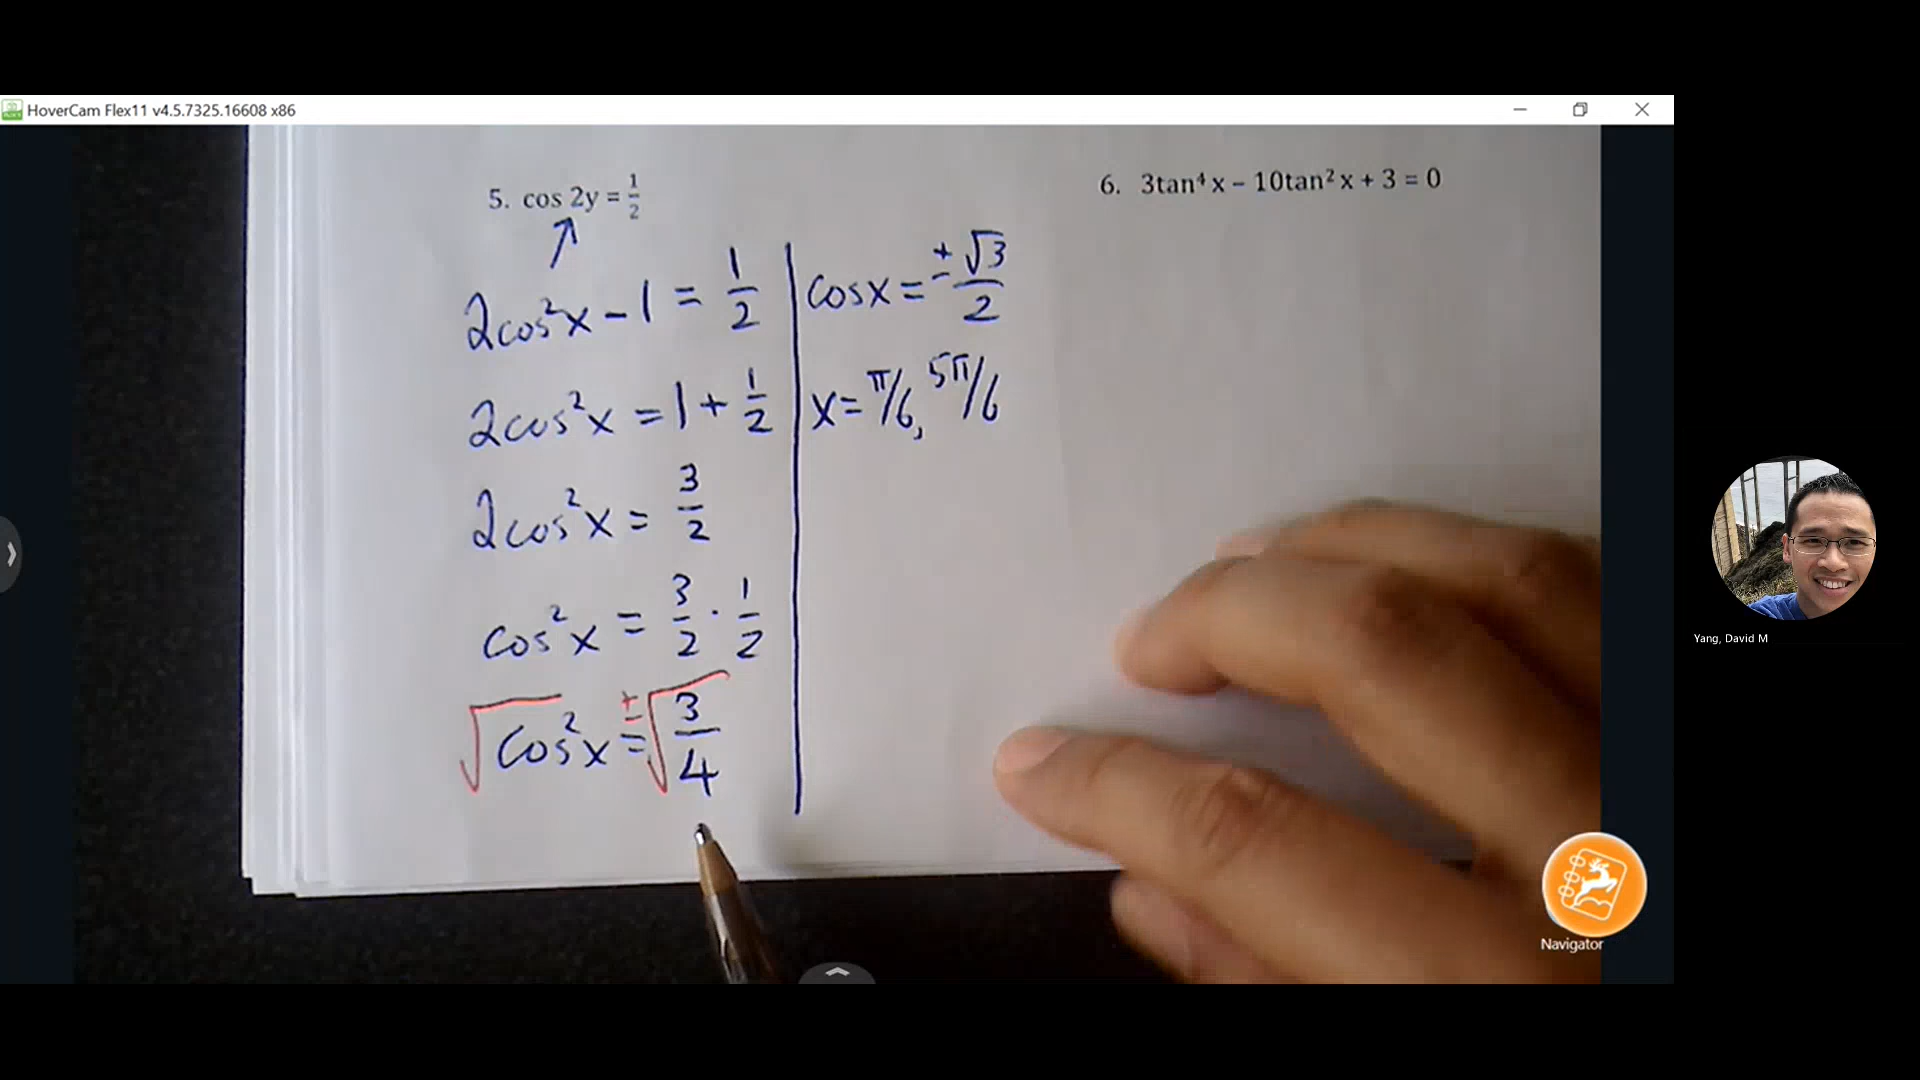 HoverCam Flex11 v4.5.7325.16608 x86
5. cos 2y = 1/2
2cos²x - 1 = 1/2
2cos²x = 1 + 1/2
2cos²x = 3/2
cos²x = 3/2 · 1/2
√cos²x = ±√3/4
cosx = ±√3/2
x = π/6, 5π/6
6. 3tan⁴x – 10tan²x + 3 = 0
Navigator
Yang, David M